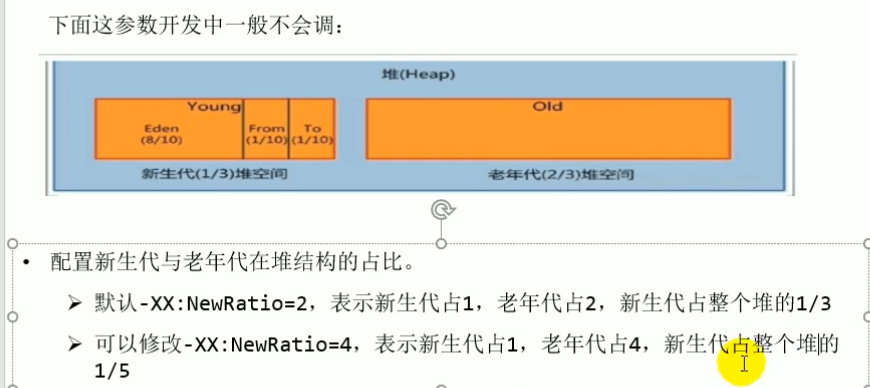 下面这参数开发中一般不会调：
堆(Heap)
Young
Old
Eden
(8/10)
From
(1/10)
To
(1/10)
新生代(1/3)堆空间
老年代(2/3)堆空间
• 配置新生代与老年代在堆结构的占比。
➢ 默认-XX:NewRatio=2，表示新生代占1，老年代占2，新生代占整个堆的1/3
➢ 可以修改-XX:NewRatio=4，表示新生代占1，老年代占4，新生代占整个堆的
1/5